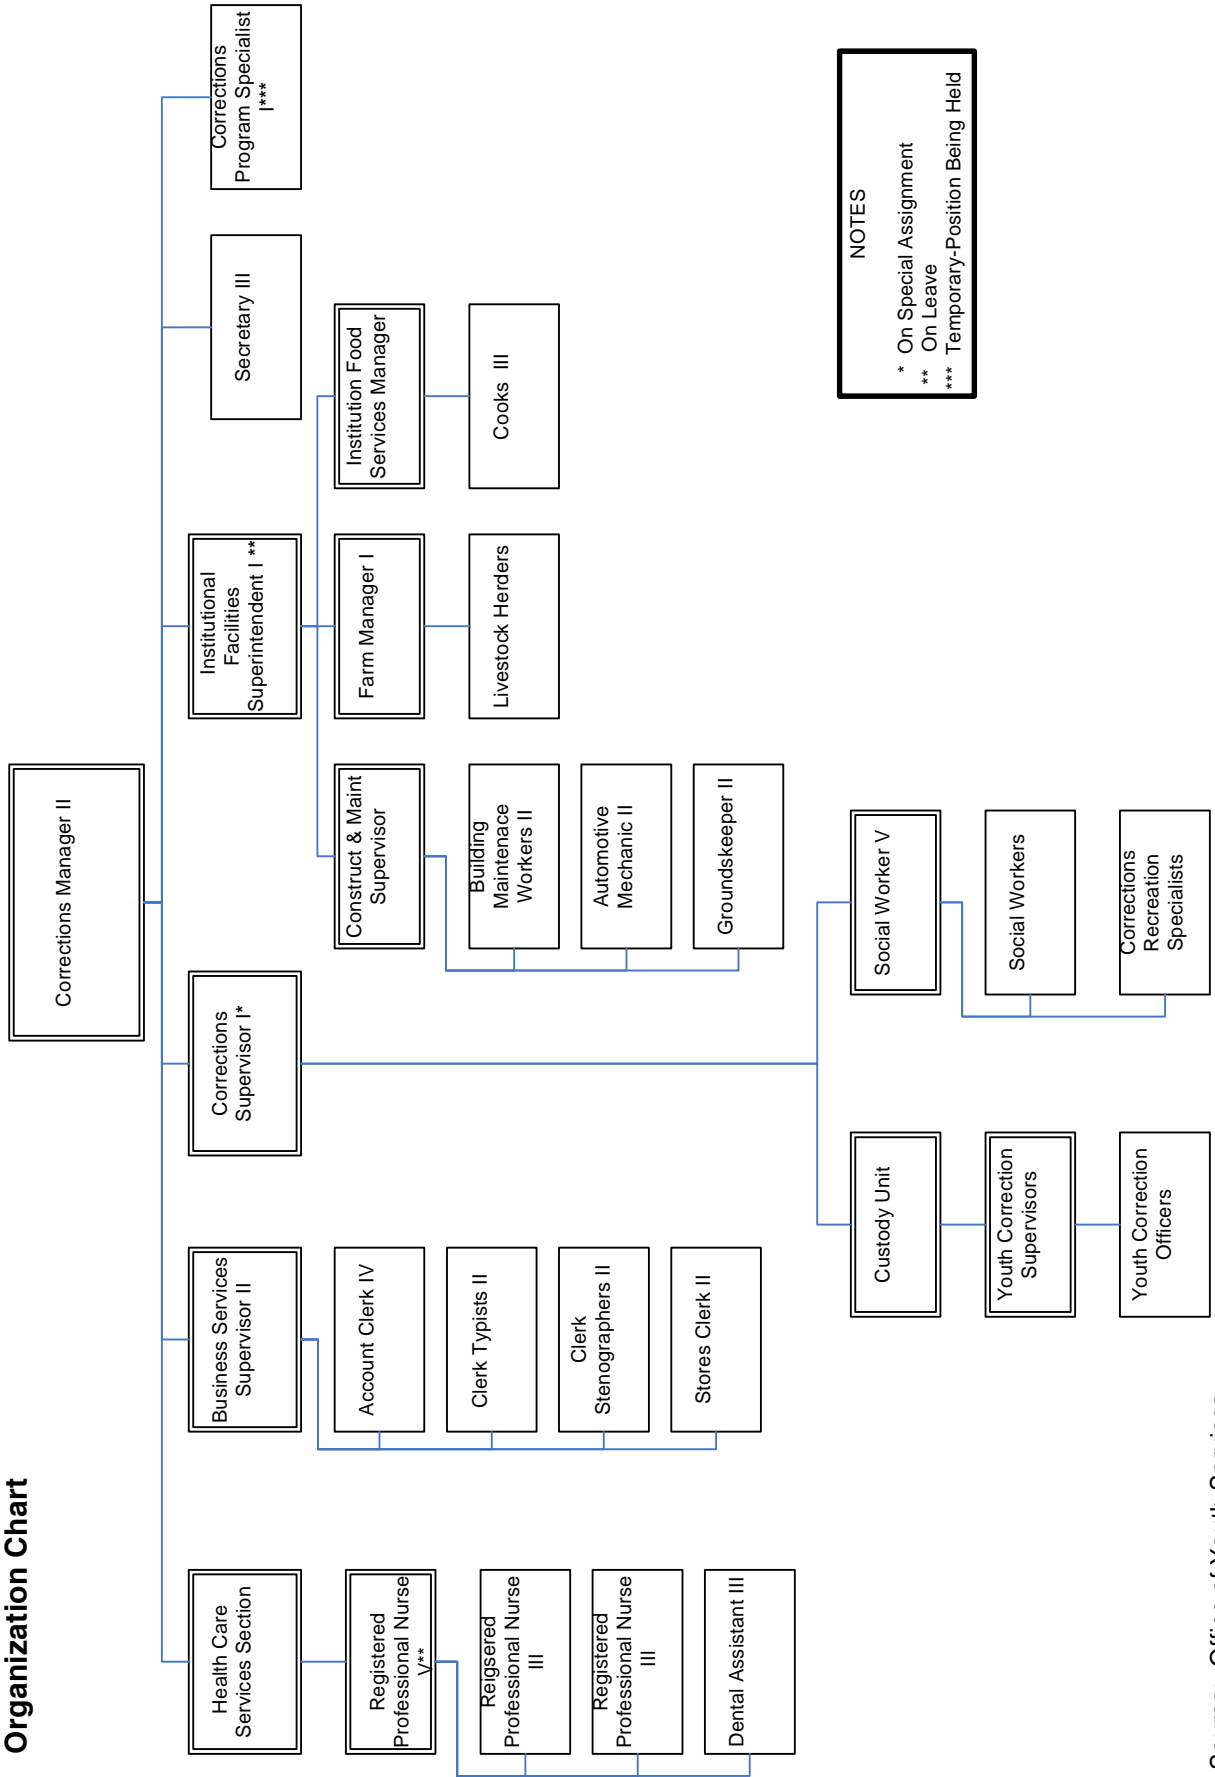 Organization Chart
Corrections Manager II
Health Care
Services Section
Business Services
Supervisor II
Corrections
Supervisor I*
Institutional
Facilities
Superintendent I **
Secretary III
Corrections
Program Specialist
I***
Registered
Professional Nurse
V**
Reigsered
Professional Nurse
III
Registered
Professional Nurse
III
Dental Assistant III
Account Clerk IV
Clerk Typists II
Clerk
Stenographers II
Stores Clerk II
Construct & Maint
Supervisor
Building
Maintenace
Workers II
Automotive
Mechanic II
Groundskeeper II
Farm Manager I
Livestock Herders
Institution Food
Services Manager
Cooks III
Custody Unit
Youth Correction
Supervisors
Youth Correction
Officers
Social Worker V
Social Workers
Corrections
Recreation
Specialists
NOTES
* On Special Assignment
** On Leave
*** Temporary-Position Being Held
Source: Office of Youth Services